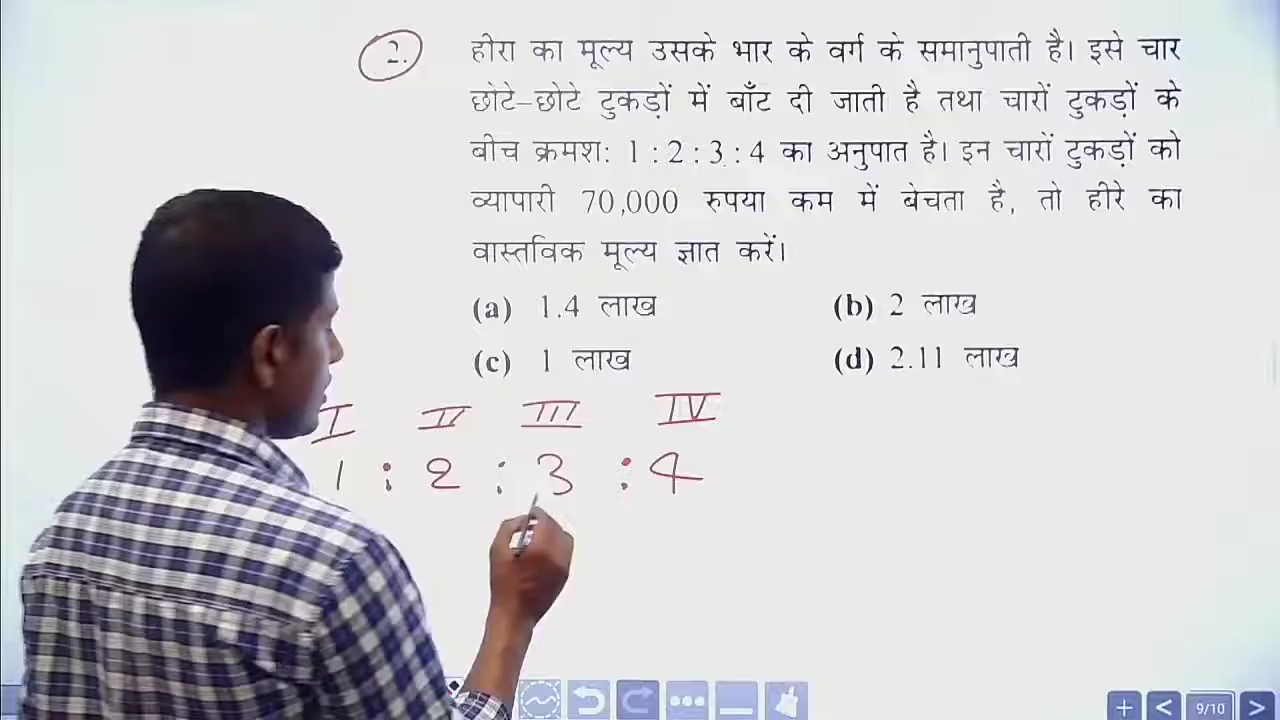 2. हीरा का मूल्य उसके भार के वर्ग के समानुपाती है। इसे चार
छोटे-छोटे टुकड़ों में बाँट दी जाती है तथा चारों टुकड़ों के
बीच क्रमश: 1 : 2 : 3 : 4 का अनुपात है। इन चारों टुकड़ों को
व्यापारी 70,000 रुपया कम में बेचता है, तो हीरे का
वास्तविक मूल्य ज्ञात करें।
(a) 1.4 लाख (b) 2 लाख
(c) 1 लाख (d) 2.11 लाख
I II III IV
1 : 2 : 3 : 4
9/10